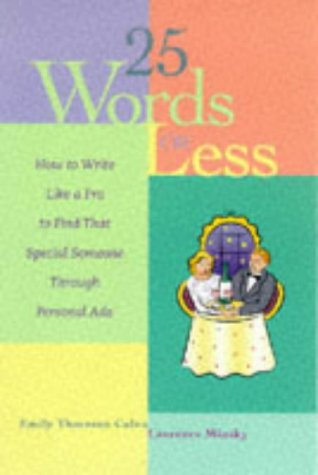 25
Words
or
Less
How to Write
Like a Pro
to Find That
Special Someone
Through
Personal Ads
Emily Thornton Calvo
Laurence Minsky